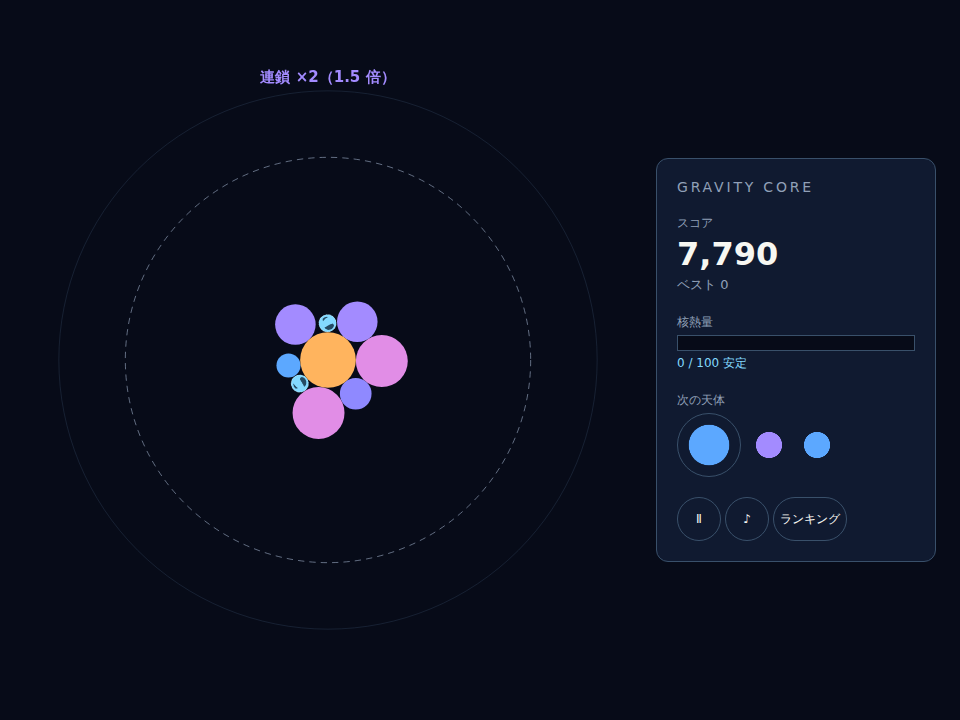 連鎖 ×2（1.5 倍）
GRAVITY CORE
スコア
7,790
ベスト 0
核熱量
0 / 100 安定
次の天体
Ⅱ ♪ ランキング